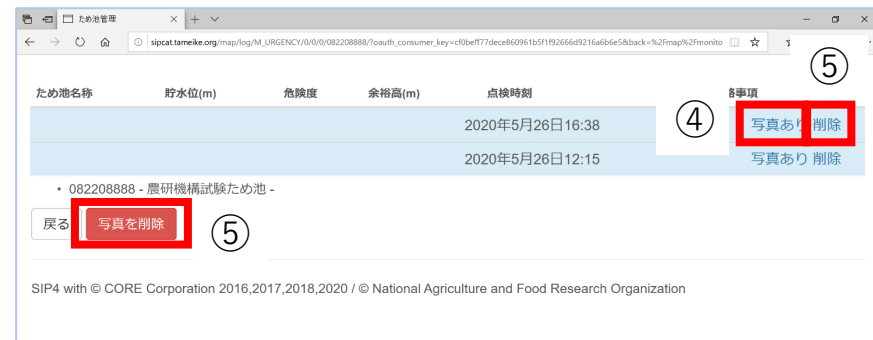 ため池管理
sipcat.tameike.org/map/log/M_URGENCY/0/0/0/082208888/?oauth_consumer_key=cf0beff77dece860961b5f1f92666d9216a6b6e5&back=%2Fmap%2Fmonito
⑤
ため池名称 貯水位(m) 危険度 余裕高(m) 点検時刻 絡事項
2020年5月26日16:38 ④ 写真あり 削除
2020年5月26日12:15 写真あり 削除
• 082208888 - 農研機構試験ため池 -
戻る 写真を削除 ⑤
SIP4 with © CORE Corporation 2016,2017,2018,2020 / © National Agriculture and Food Research Organization